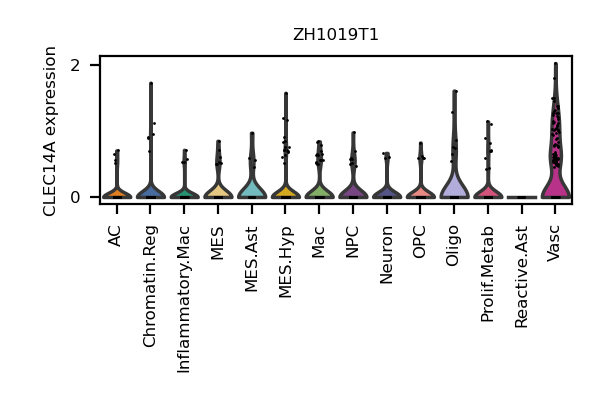 ZH1019T1
CLEC14A expression
2
0
AC
Chromatin.Reg
Inflammatory.Mac
MES
MES.Ast
MES.Hyp
Mac
NPC
Neuron
OPC
Oligo
Prolif.Metab
Reactive.Ast
Vasc